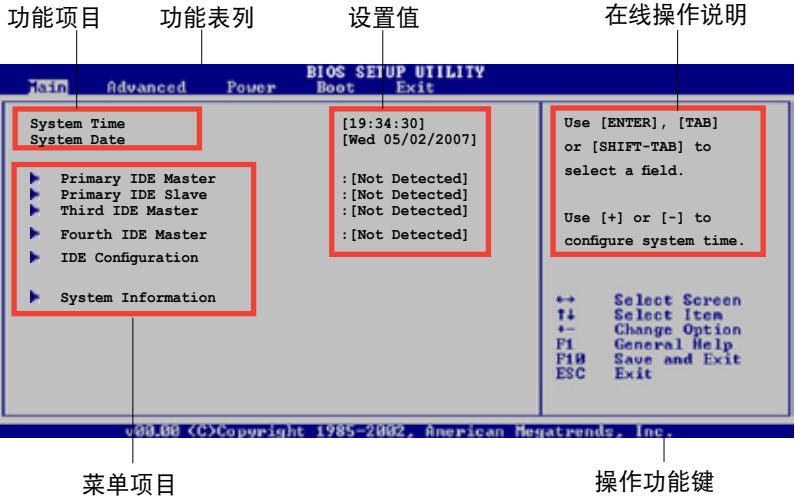 功能项目 功能表列 设置值 在线操作说明
BIOS SETUP UTILITY
Main Advanced Power Boot Exit
System Time [19:34:30]
System Date [Wed 05/02/2007]
Primary IDE Master :[Not Detected]
Primary IDE Slave :[Not Detected]
Third IDE Master :[Not Detected]
Fourth IDE Master :[Not Detected]
IDE Configuration
System Information
Use [ENTER], [TAB]
or [SHIFT-TAB] to
select a field.
Use [+] or [-] to
configure system time.
←→ Select Screen
↑↓ Select Item
+- Change Option
F1 General Help
F10 Save and Exit
ESC Exit
v00.00 (C)Copyright 1985-2002, American Megatrends, Inc.
菜单项目 操作功能键